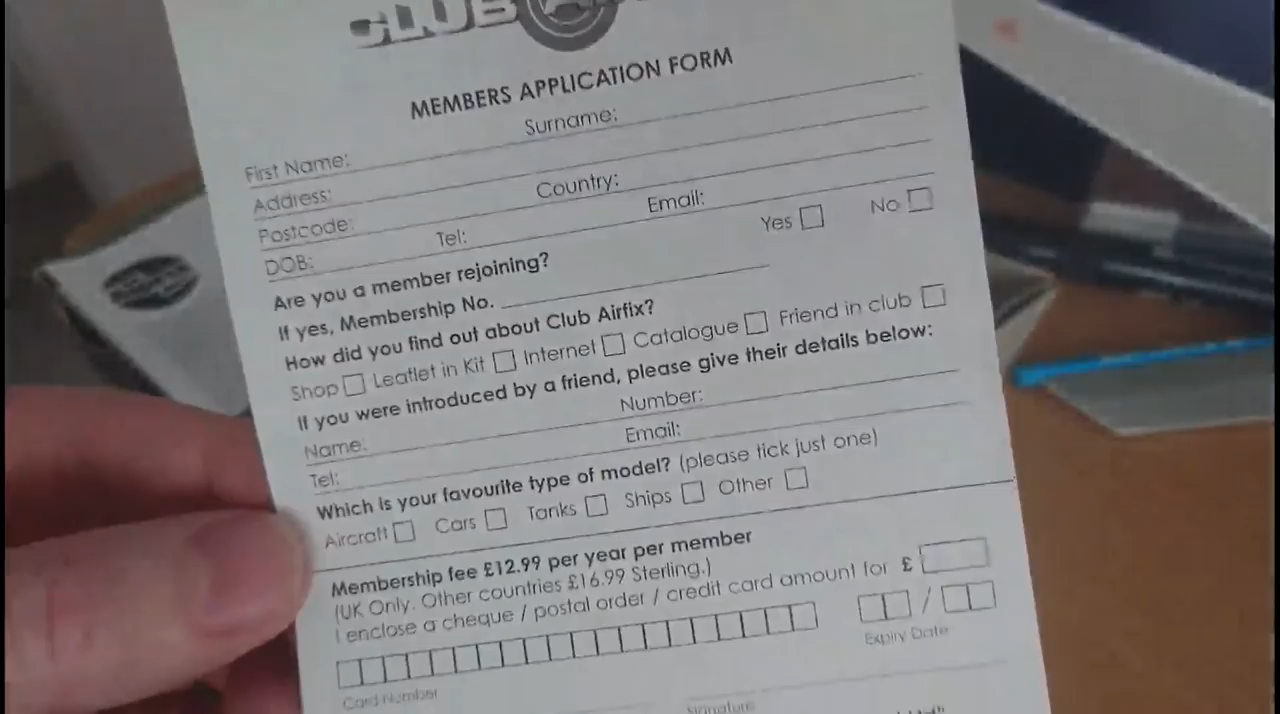 CLUB
MEMBERS APPLICATION FORM
First Name: Surname:
Address:
Postcode: Country:
DOB: Tel: Email:
Are you a member rejoining? Yes No
If yes, Membership No.
How did you find out about Club Airfix?
Shop Leaflet in Kit Internet Catalogue Friend in club
If you were introduced by a friend, please give their details below:
Name: Number:
Tel: Email:
Which is your favourite type of model? (please tick just one)
Aircraft Cars Tanks Ships Other
Membership fee £12.99 per year per member
(UK Only. Other countries £16.99 Sterling.)
I enclose a cheque / postal order / credit card amount for £
/
Card Number Expiry Date
Signature